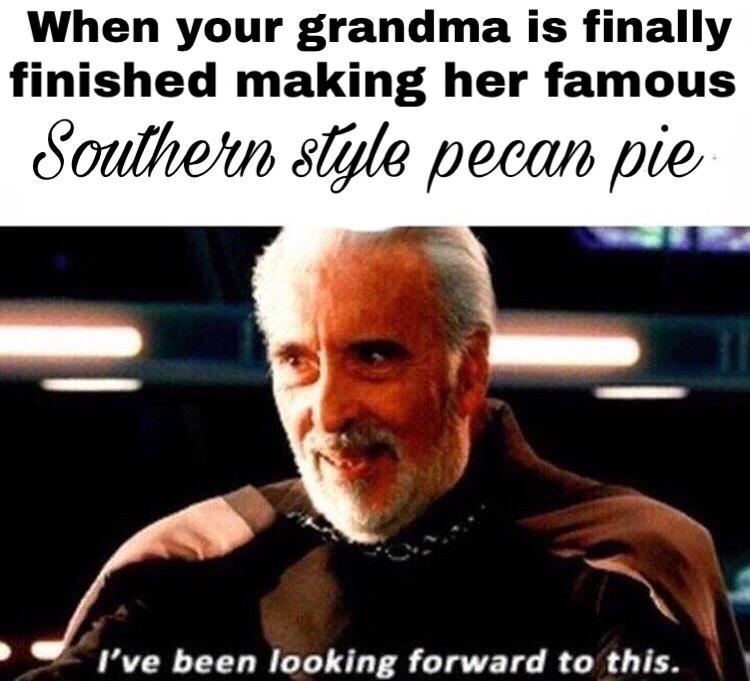 When your grandma is finally
finished making her famous
Southern style pecan pie
I've been looking forward to this.